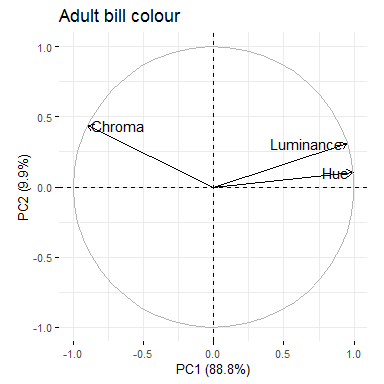 Adult bill colour
1.0
0.5
0.0
-0.5
-1.0
PC2 (9.9%)
Chroma
Luminance
Hue
-1.0 -0.5 0.0 0.5 1.0
PC1 (88.8%)